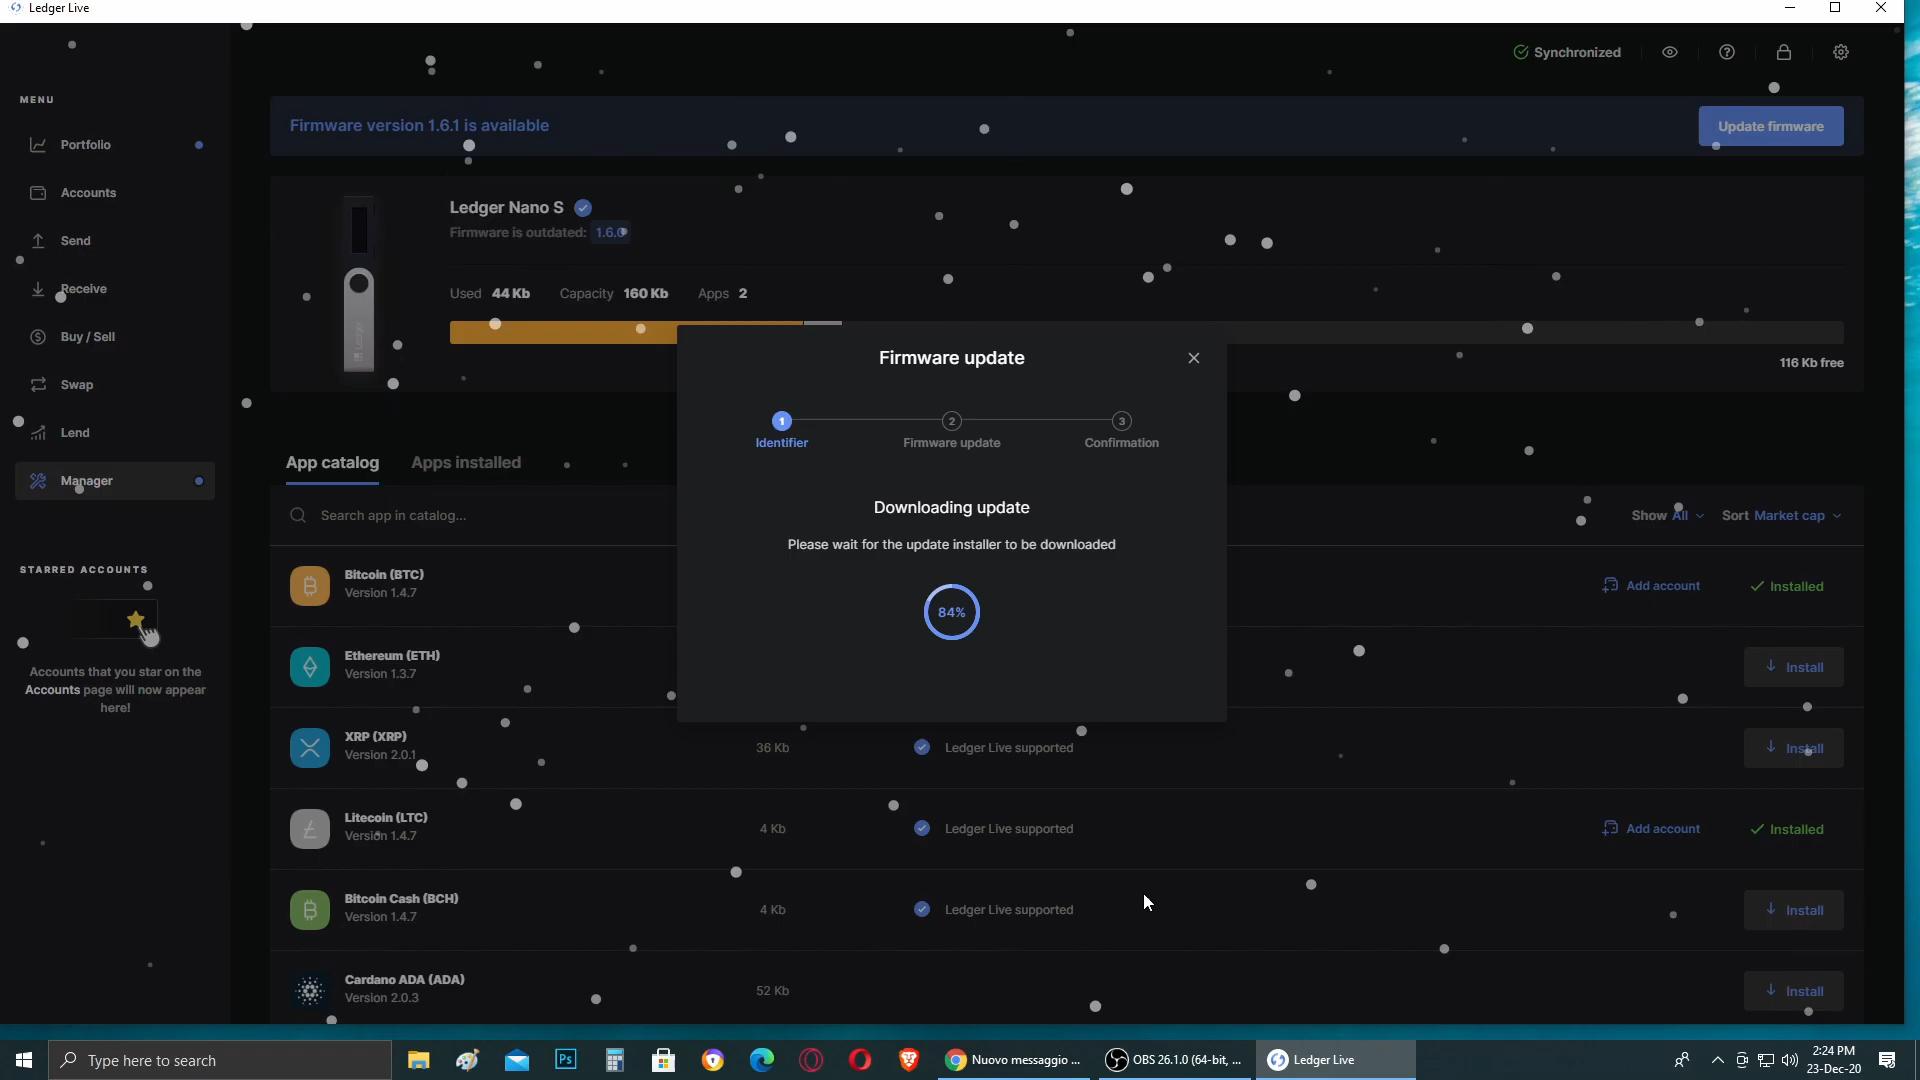 Ledger Live
MENU
Portfolio
Accounts
Send
Receive
Buy / Sell
Swap
Lend
Manager
STARRED ACCOUNTS
Accounts that you star on the
Accounts page will now appear
here!
Synchronized
Firmware version 1.6.1 is available
Update firmware
Ledger Nano S
Firmware is outdated: 1.6.0
Used 44 Kb Capacity 160 Kb Apps 2
116 Kb free
Firmware update
1 2 3
Identifier Firmware update Confirmation
Downloading update
Please wait for the update installer to be downloaded
84%
App catalog Apps installed
Search app in catalog...
Show All Sort Market cap
Bitcoin (BTC)
Version 1.4.7
Add account Installed
Ethereum (ETH)
Version 1.3.7
Install
XRP (XRP)
Version 2.0.1
36 Kb Ledger Live supported Install
Litecoin (LTC)
Version 1.4.7
4 Kb Ledger Live supported Add account Installed
Bitcoin Cash (BCH)
Version 1.4.7
4 Kb Ledger Live supported Install
Cardano ADA (ADA)
Version 2.0.3
52 Kb Install
Type here to search
Ps
Nuovo messaggio ...
OBS 26.1.0 (64-bit, ...
Ledger Live
2:24 PM
23-Dec-20